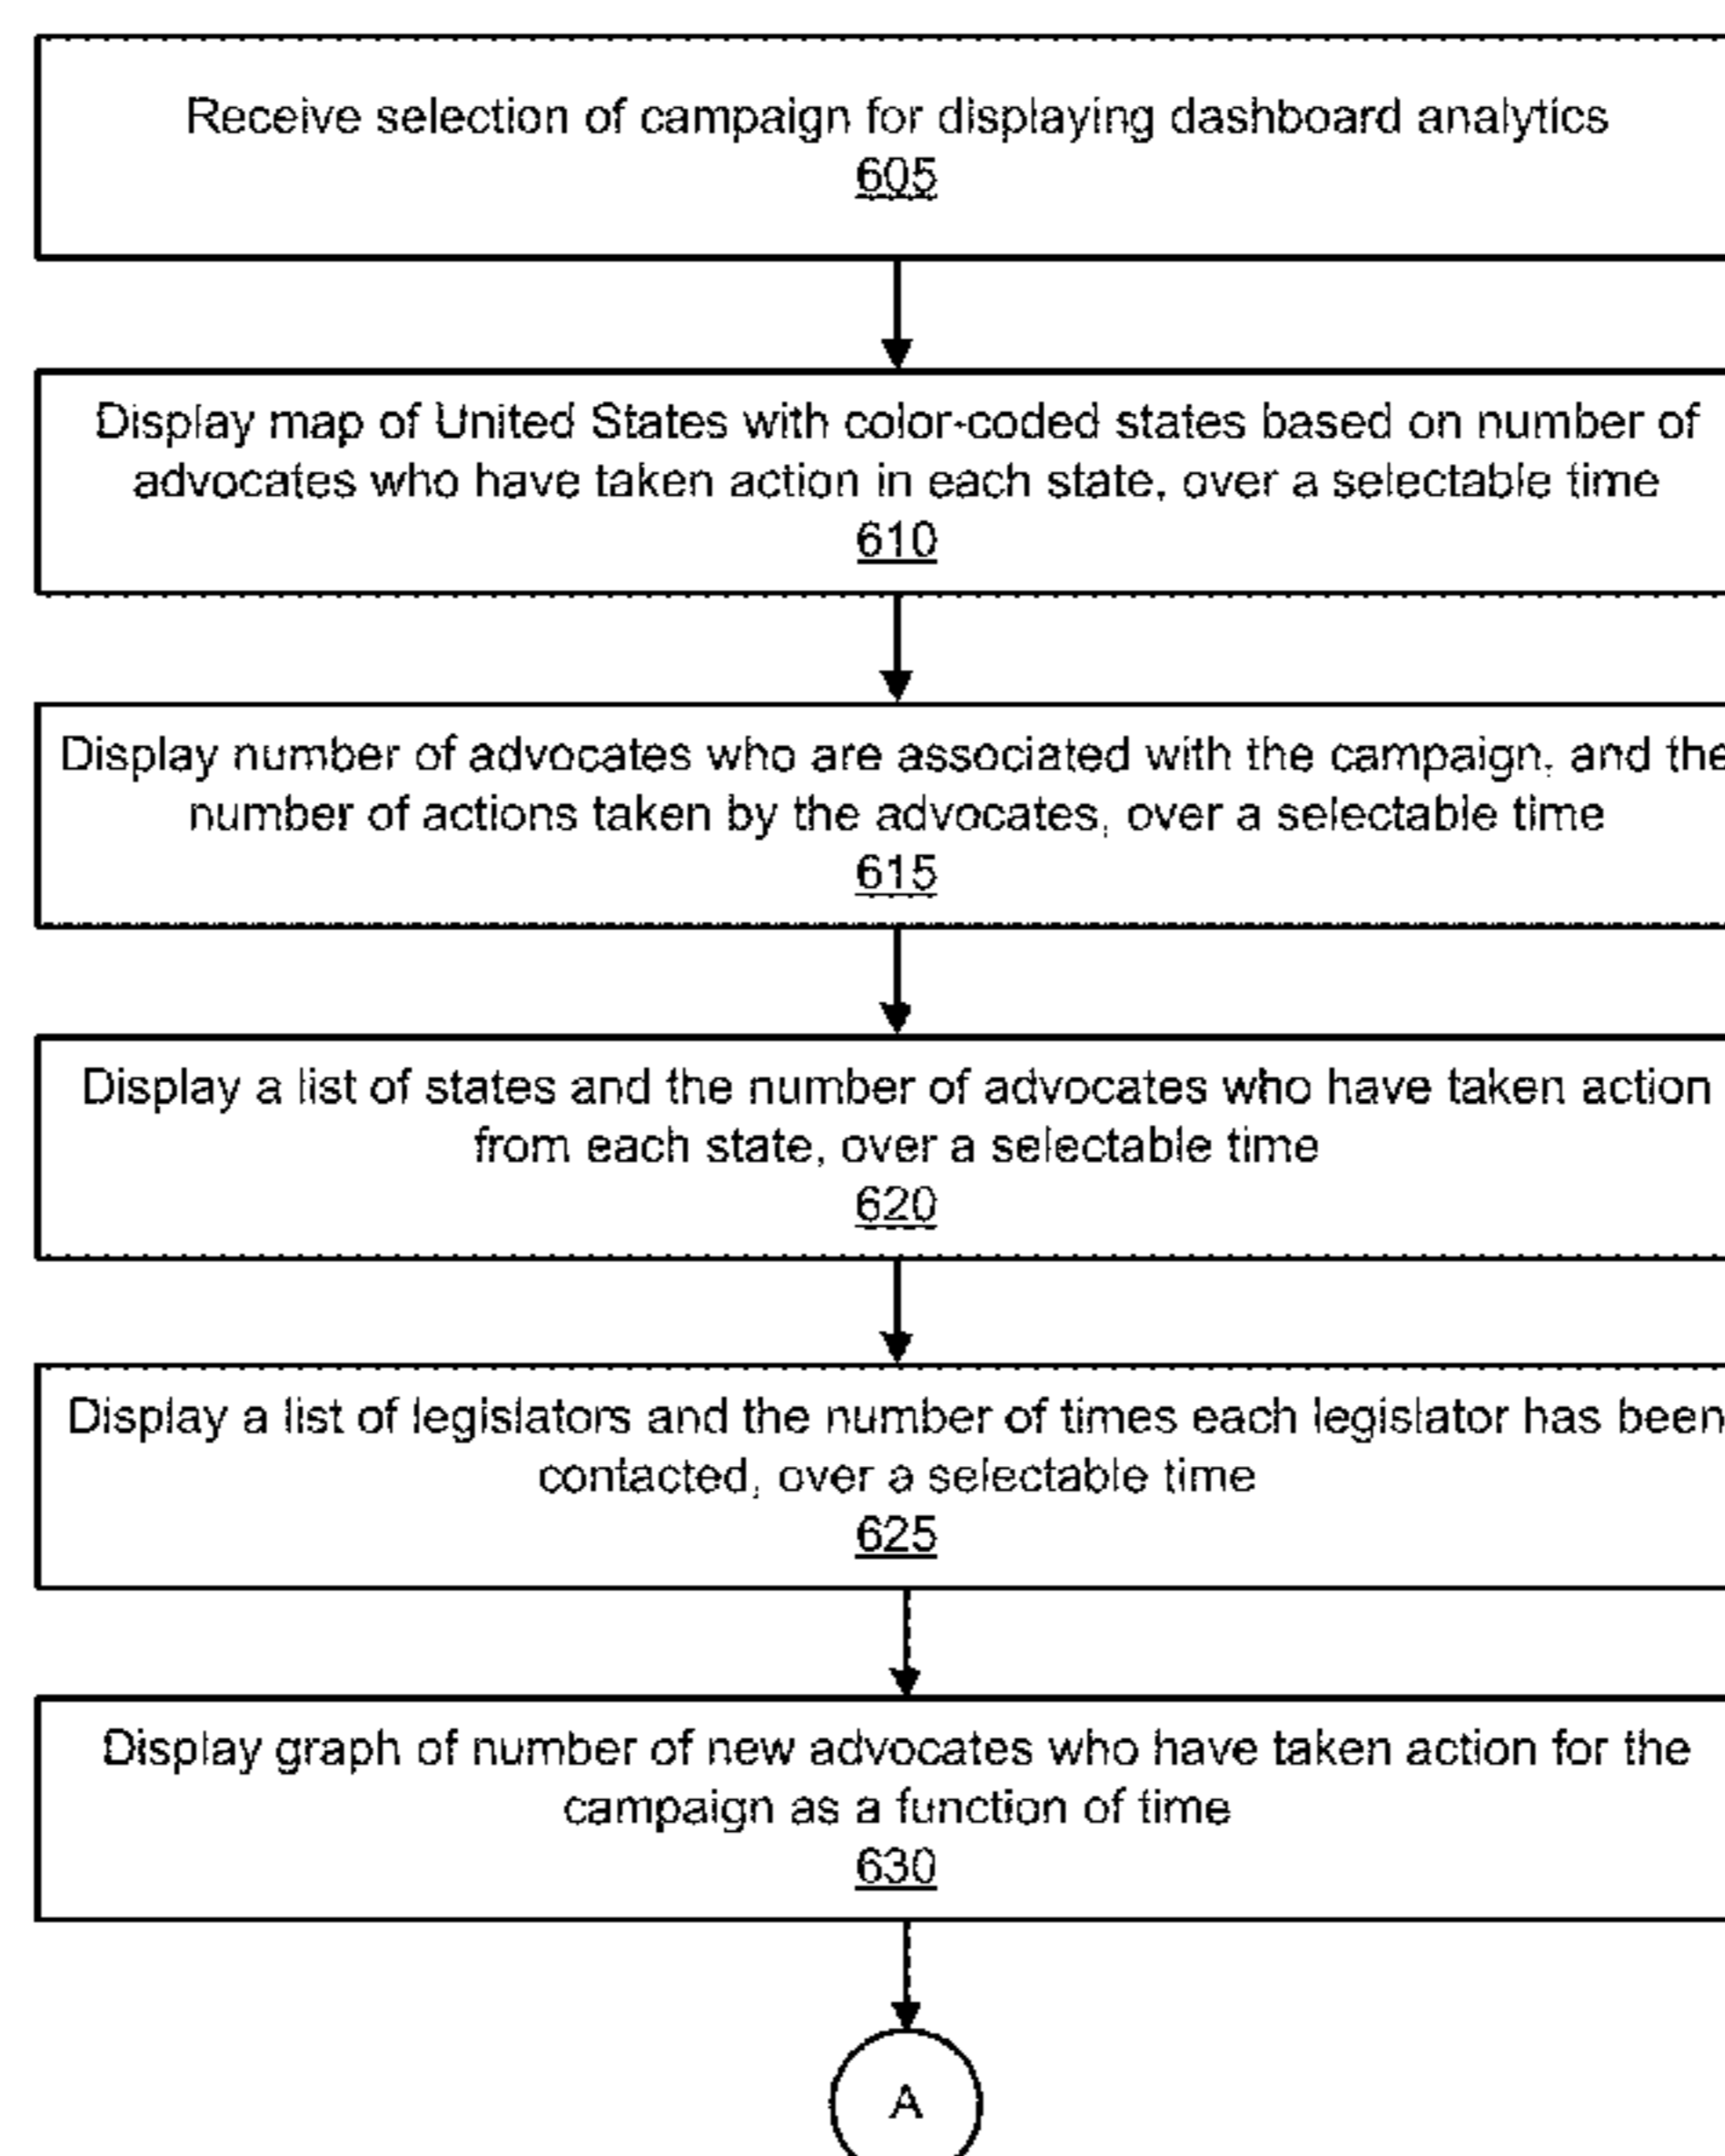 Receive selection of campaign for displaying dashboard analytics
605
Display map of United States with color-coded states based on number of
advocates who have taken action in each state, over a selectable time
610
Display number of advocates who are associated with the campaign, and the
number of actions taken by the advocates, over a selectable time
615
Display a list of states and the number of advocates who have taken action
from each state, over a selectable time
620
Display a list of legislators and the number of times each legislator has been
contacted, over a selectable time
625
Display graph of number of new advocates who have taken action for the
campaign as a function of time
630
A